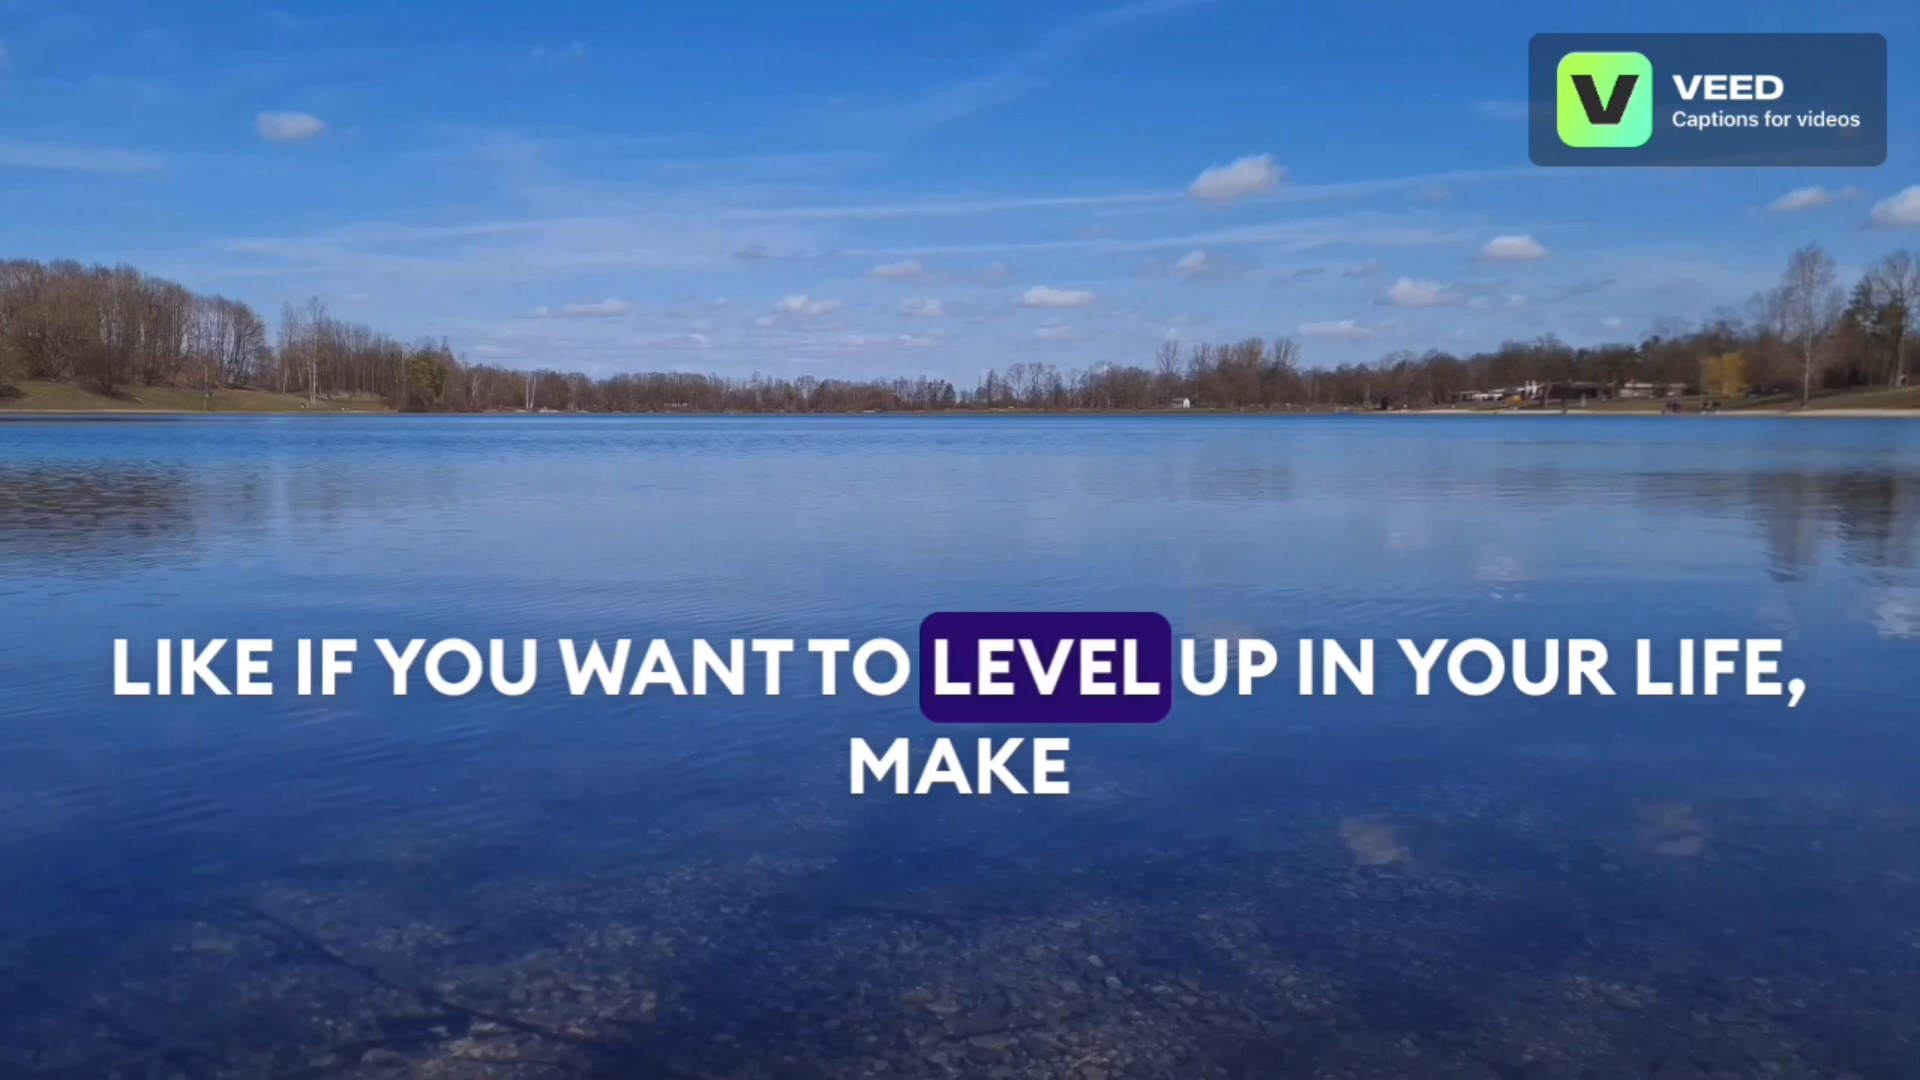 V VEED
Captions for videos
LIKE IF YOU WANT TO LEVEL UP IN YOUR LIFE,
MAKE